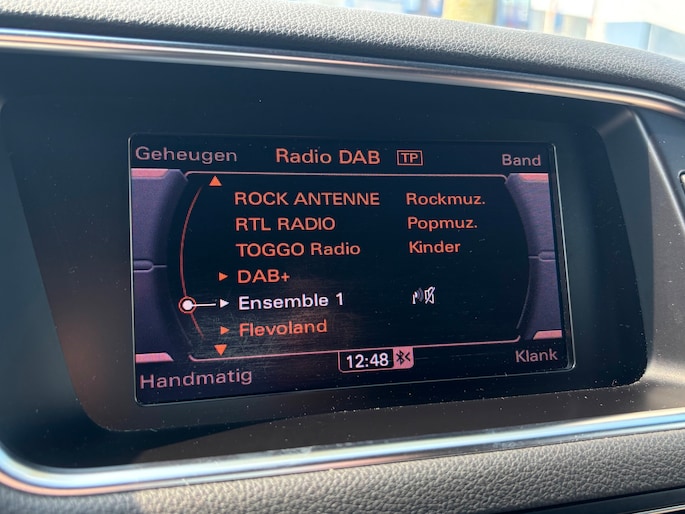 Geheugen Radio DAB TP Band
ROCK ANTENNE Rockmuz.
RTL RADIO Popmuz.
TOGGO Radio Kinder
DAB+
Ensemble 1
Flevoland
12:48
Handmatig Klank